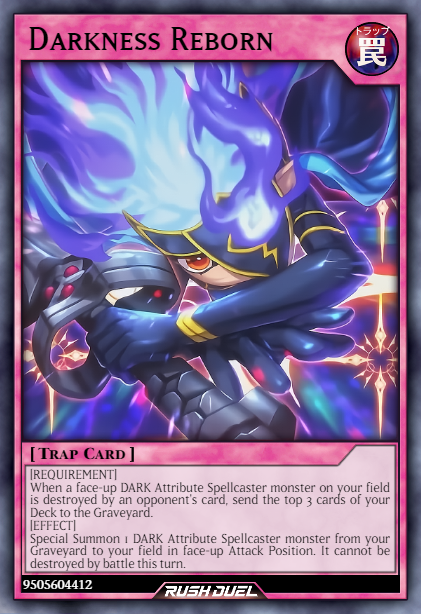 DARKNESS REBORN
トラップ
罠
[ TRAP CARD ]
[REQUIREMENT]
When a face-up DARK Attribute Spellcaster monster on your field
is destroyed by an opponent's card, send the top 3 cards of your
Deck to the Graveyard.
[EFFECT]
Special Summon 1 DARK Attribute Spellcaster monster from your
Graveyard to your field in face-up Attack Position. It cannot be
destroyed by battle this turn.
9505604412
RUSH DUEL